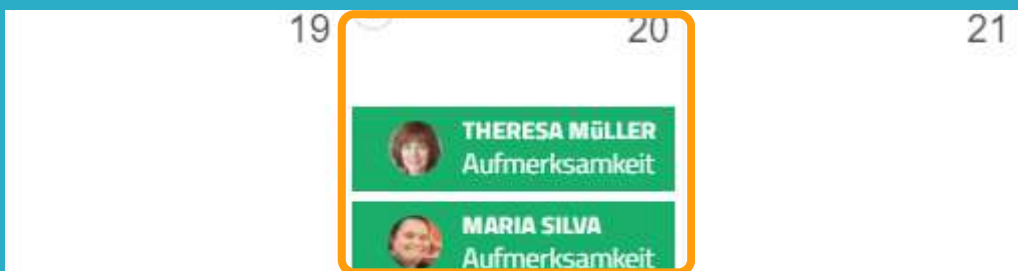 19 20 21
THERESA MüLLER
Aufmerksamkeit
MARIA SILVA
Aufmerksamkeit